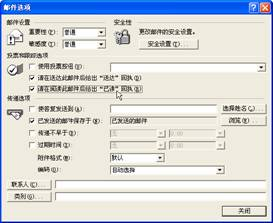 邮件选项
邮件设置
安全性
重要性(P): 普通
更改邮件的安全设置。
敏感度(N): 普通
安全设置(T)...
投票和跟踪选项
使用投票按钮(U):
请在送达此邮件后给出“送达”回执(D)
请在阅读此邮件后给出“已读”回执(R)
传递选项
使答复发送到(A):
选择姓名(L)...
已发送的邮件保存于(S): 已发送的邮件
浏览(B)...
传递不早于(D): 无 0:00
过期时间(X): 无 0:00
附件格式(F): 默认
编码(G): 自动选择
联系人(C)...
类别(G)...
关闭